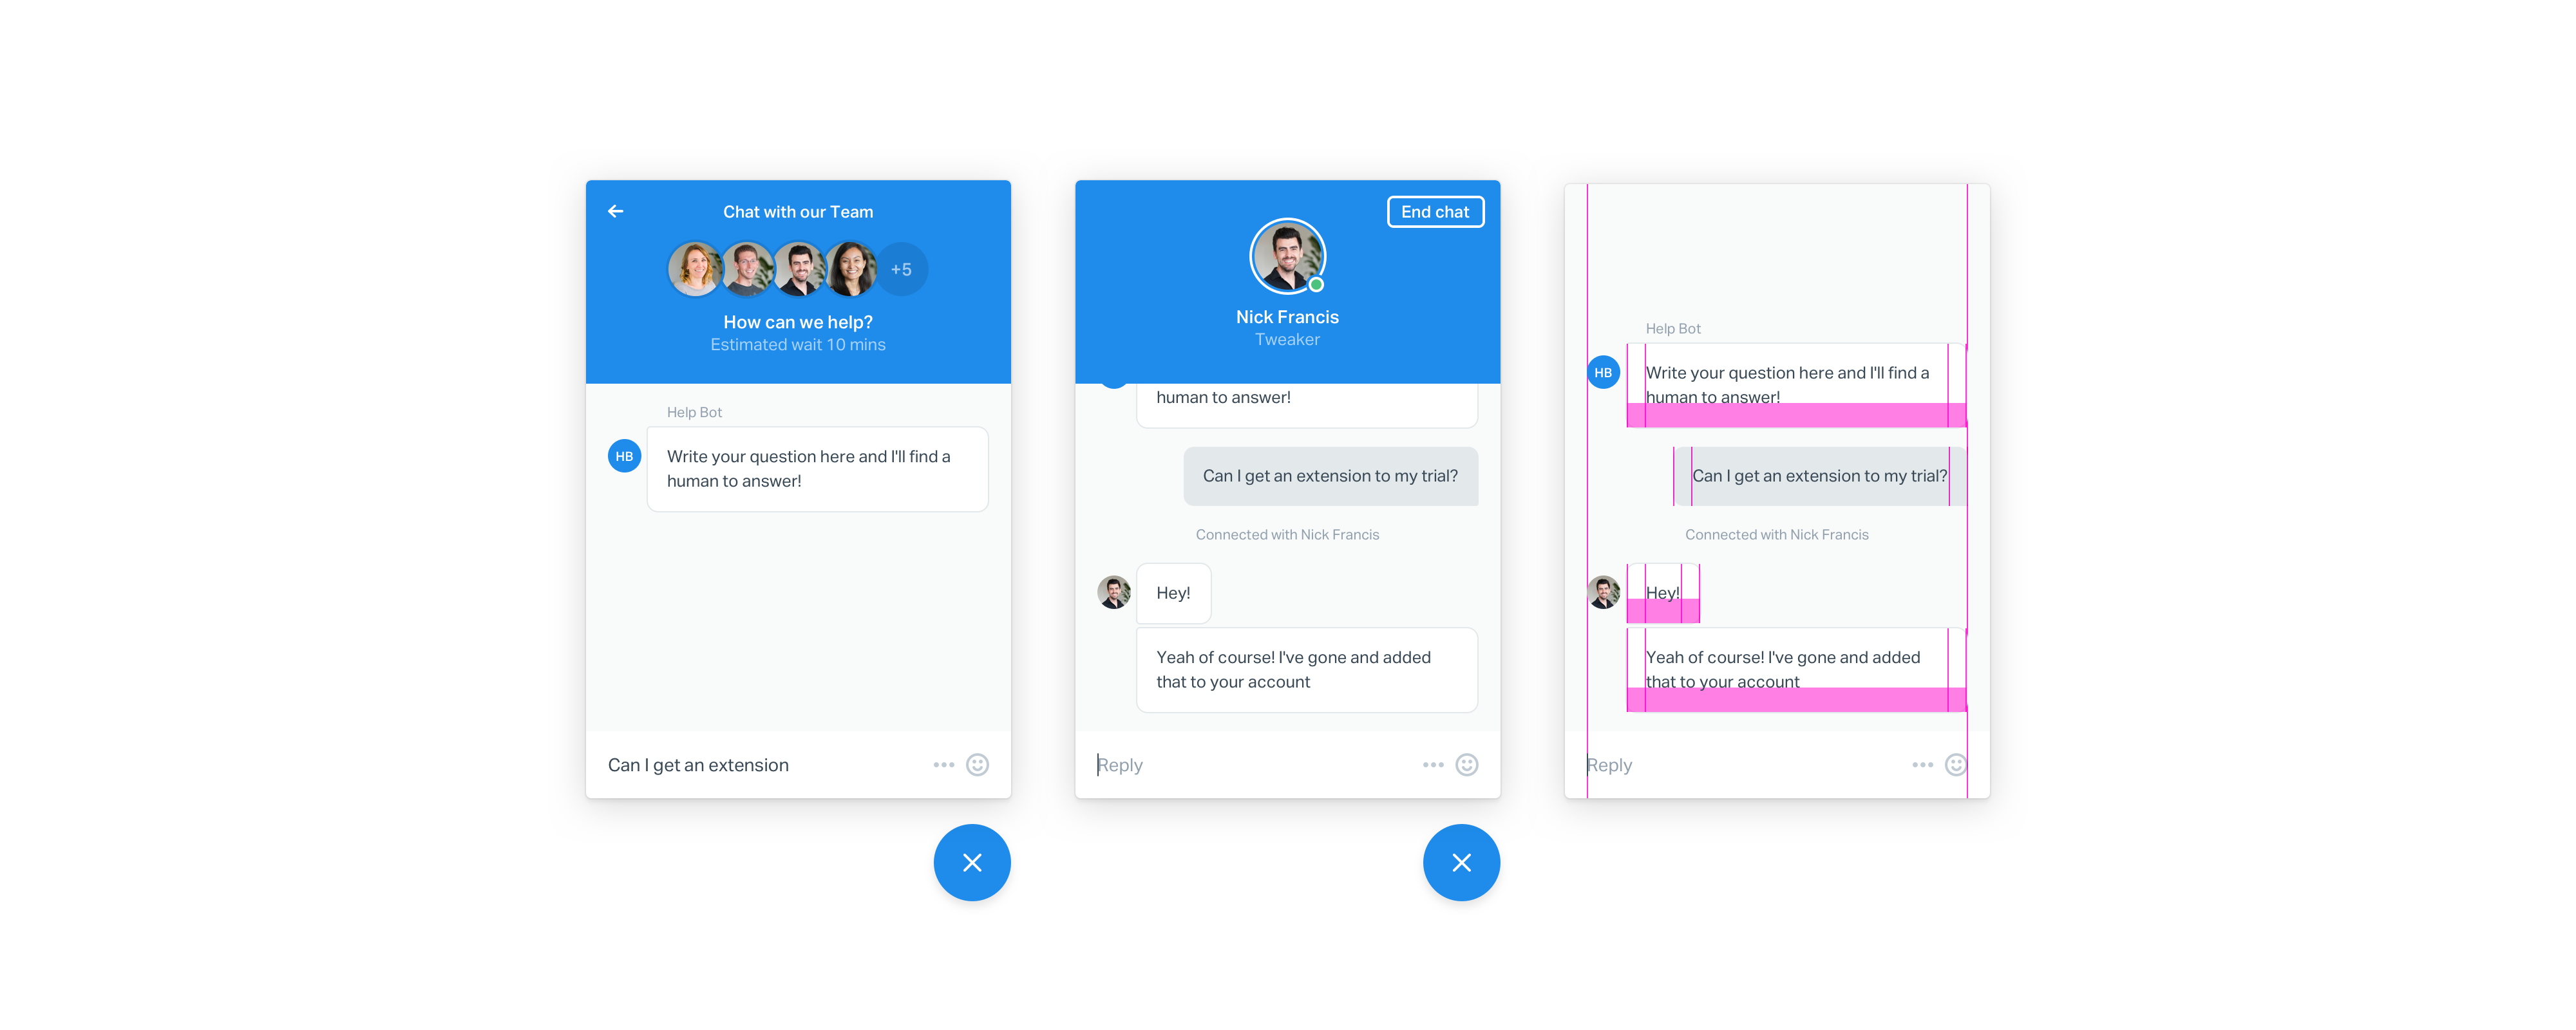 Chat with our Team
+5
How can we help?
Estimated wait 10 mins
Help Bot
HB
Write your question here and I'll find a
human to answer!
Can I get an extension
End chat
Nick Francis
Tweaker
human to answer!
Can I get an extension to my trial?
Connected with Nick Francis
Hey!
Yeah of course! I've gone and added
that to your account
Reply
Help Bot
HB
Write your question here and I'll find a
human to answer!
Can I get an extension to my trial?
Connected with Nick Francis
Hey!
Yeah of course! I've gone and added
that to your account
Reply